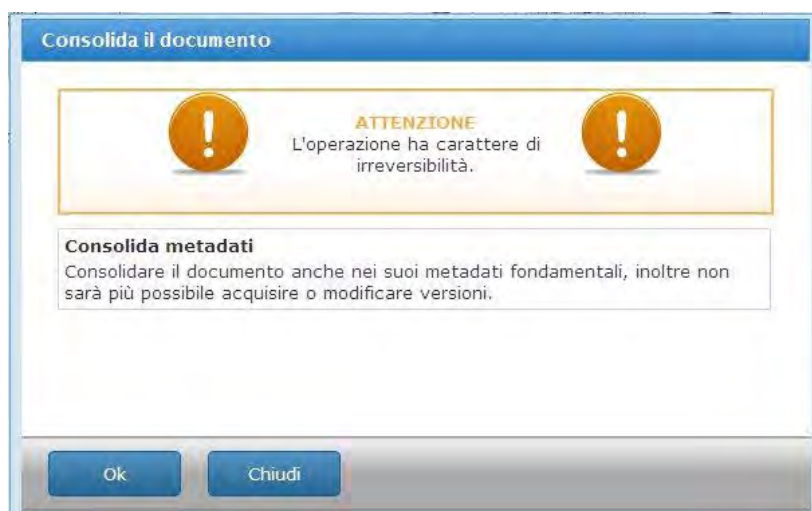 Consolida il documento
ATTENZIONE
L'operazione ha carattere di
irreversibilità.
Consolida metadati
Consolidare il documento anche nei suoi metadati fondamentali, inoltre non
sarà più possibile acquisire o modificare versioni.
Ok
Chiudi